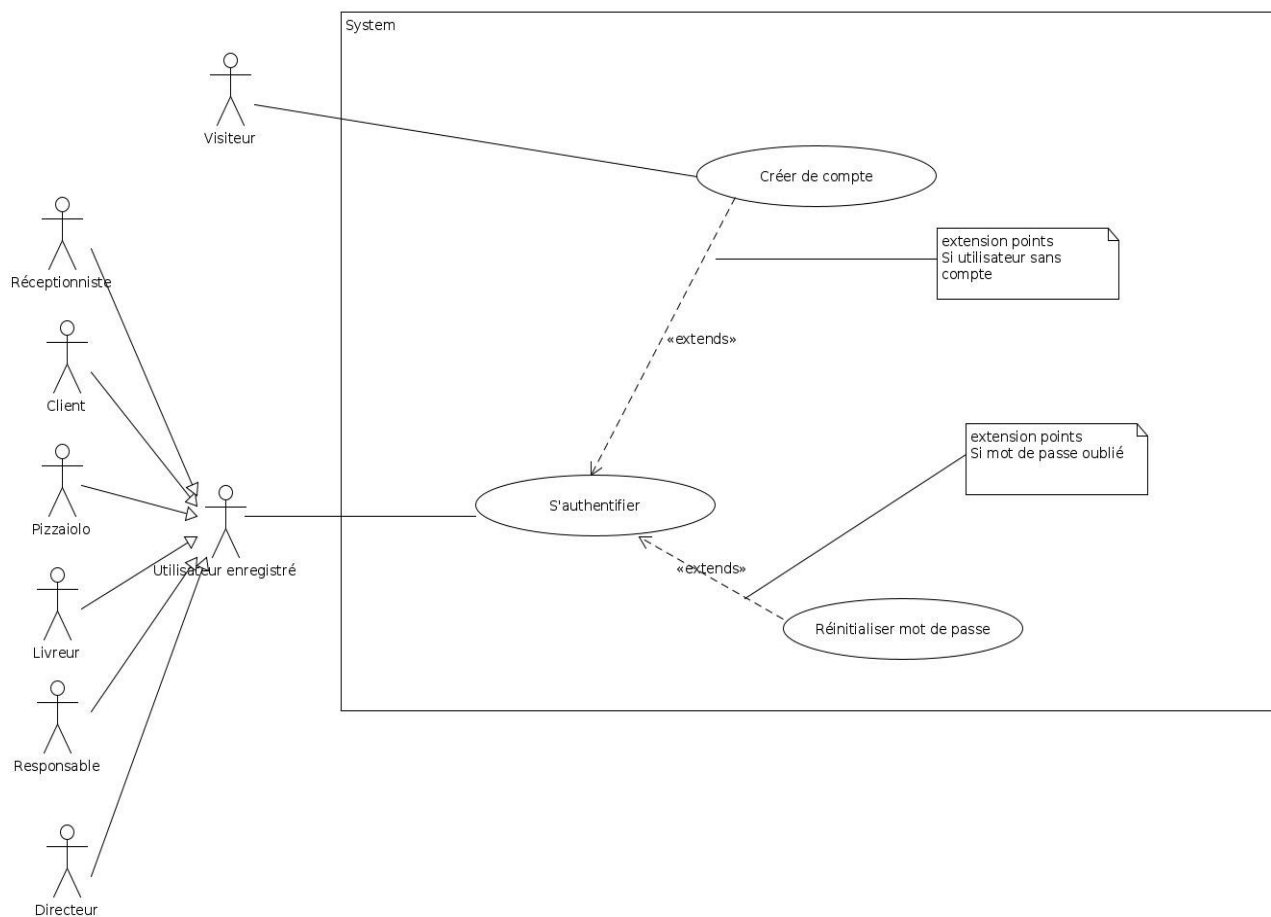 System
Visiteur
Créer de compte
Réceptionniste
extension points
Si utilisateur sans
compte
«extends»
Client
extension points
Si mot de passe oublié
Pizzaiolo
S'authentifier
Utilisateur enregistré
«extends»
Livreur
Réinitialiser mot de passe
Responsable
Directeur